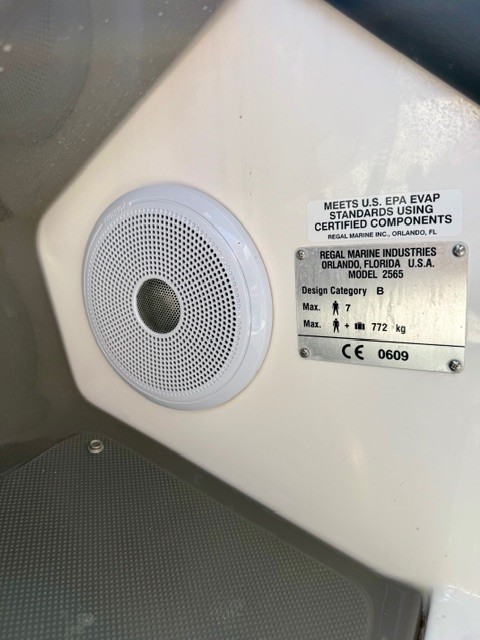 MEETS U.S. EPA EVAP
STANDARDS USING
CERTIFIED COMPONENTS
REGAL MARINE INC., ORLANDO, FL
REGAL MARINE INDUSTRIES
ORLANDO, FLORIDA U.S.A.
MODEL 2565
Design Category B
Max. 7
Max. + 772 kg
CE 0609